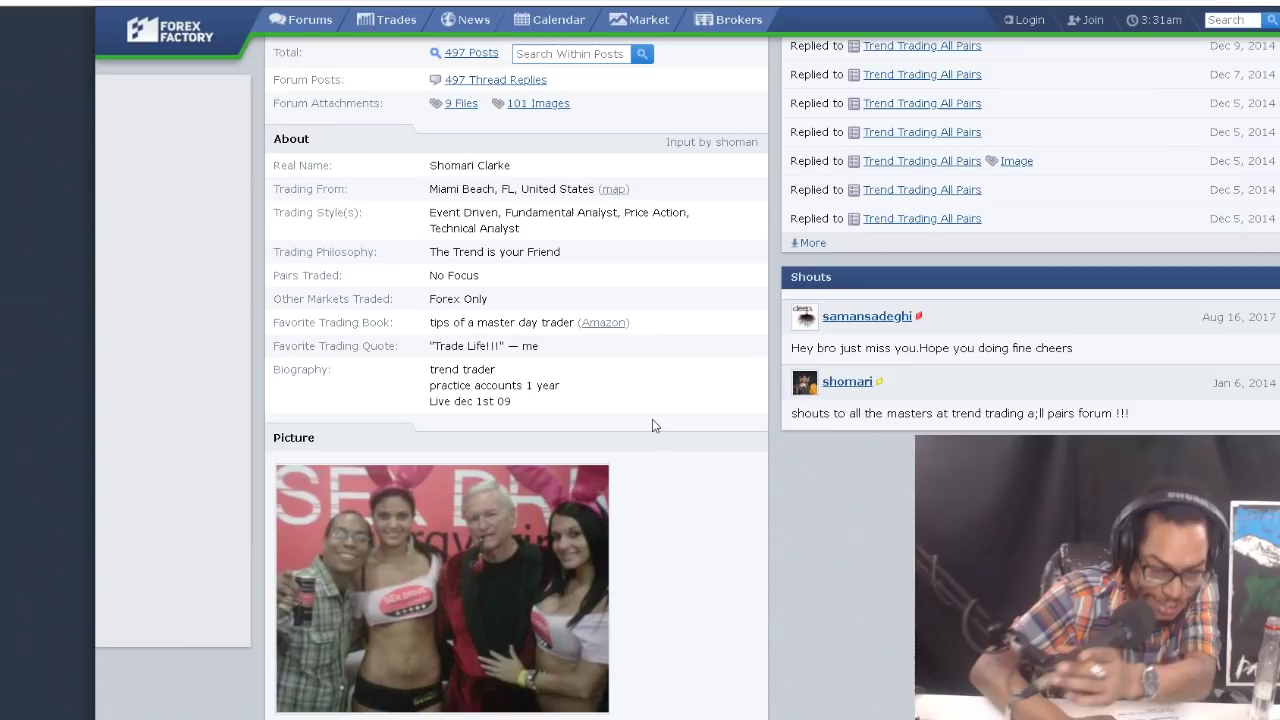 FOREX FACTORY
Forums Trades News Calendar Market Brokers Login Join 3:31am Search
Total: 497 Posts Search Within Posts
Forum Posts: 497 Thread Replies
Forum Attachments: 9 Files 101 Images
About Input by shomari
Real Name: Shomari Clarke
Trading From: Miami Beach, FL, United States (map)
Trading Style(s): Event Driven, Fundamental Analyst, Price Action,
Technical Analyst
Trading Philosophy: The Trend is your Friend
Pairs Traded: No Focus
Other Markets Traded: Forex Only
Favorite Trading Book: tips of a master day trader (Amazon)
Favorite Trading Quote: "Trade Life!!!" — me
Biography: trend trader
practice accounts 1 year
Live dec 1st 09
Picture
SEX DR
SEX DRIVE
Replied to Trend Trading All Pairs Dec 9, 2014
Replied to Trend Trading All Pairs Dec 7, 2014
Replied to Trend Trading All Pairs Dec 5, 2014
Replied to Trend Trading All Pairs Dec 5, 2014
Replied to Trend Trading All Pairs Image Dec 5, 2014
Replied to Trend Trading All Pairs Dec 5, 2014
Replied to Trend Trading All Pairs Dec 5, 2014
More
Shouts
deep
samansadeghi Aug 16, 2017
Hey bro just miss you.Hope you doing fine cheers
shomari Jan 6, 2014
shouts to all the masters at trend trading a;ll pairs forum !!!
SHURE